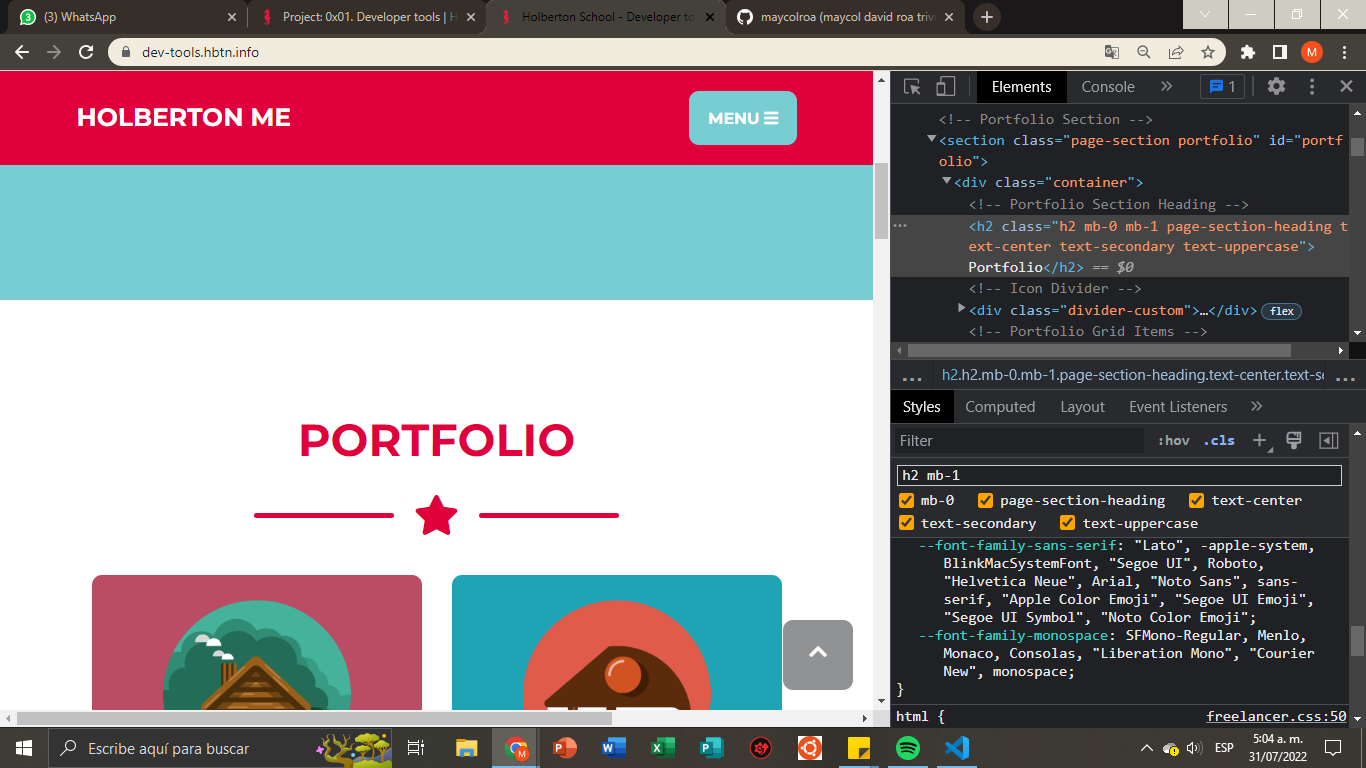 (3) WhatsApp
Project: 0x01. Developer tools | H
Holberton School - Developer to
maycolroa (maycol david roa trivi
dev-tools.hbtn.info
M
HOLBERTON ME
MENU
PORTFOLIO
Elements Console » 1
<!-- Portfolio Section -->
<section class="page-section portfolio" id="portf
olio">
<div class="container">
<!-- Portfolio Section Heading -->
<h2 class="h2 mb-0 mb-1 page-section-heading t
ext-center text-secondary text-uppercase">
Portfolio</h2> == $0
<!-- Icon Divider -->
<div class="divider-custom">…</div> flex
<!-- Portfolio Grid Items -->
... h2.h2.mb-0.mb-1.page-section-heading.text-center.text-se ...
Styles Computed Layout Event Listeners »
Filter :hov .cls +
h2 mb-1
mb-0 page-section-heading text-center
text-secondary text-uppercase
--font-family-sans-serif: "Lato", -apple-system,
BlinkMacSystemFont, "Segoe UI", Roboto,
"Helvetica Neue", Arial, "Noto Sans", sans-
serif, "Apple Color Emoji", "Segoe UI Emoji",
"Segoe UI Symbol", "Noto Color Emoji";
--font-family-monospace: SFMono-Regular, Menlo,
Monaco, Consolas, "Liberation Mono", "Courier
New", monospace;
}
html { freelancer.css:50
Escribe aquí para buscar
ESP
5:04 a. m.
31/07/2022